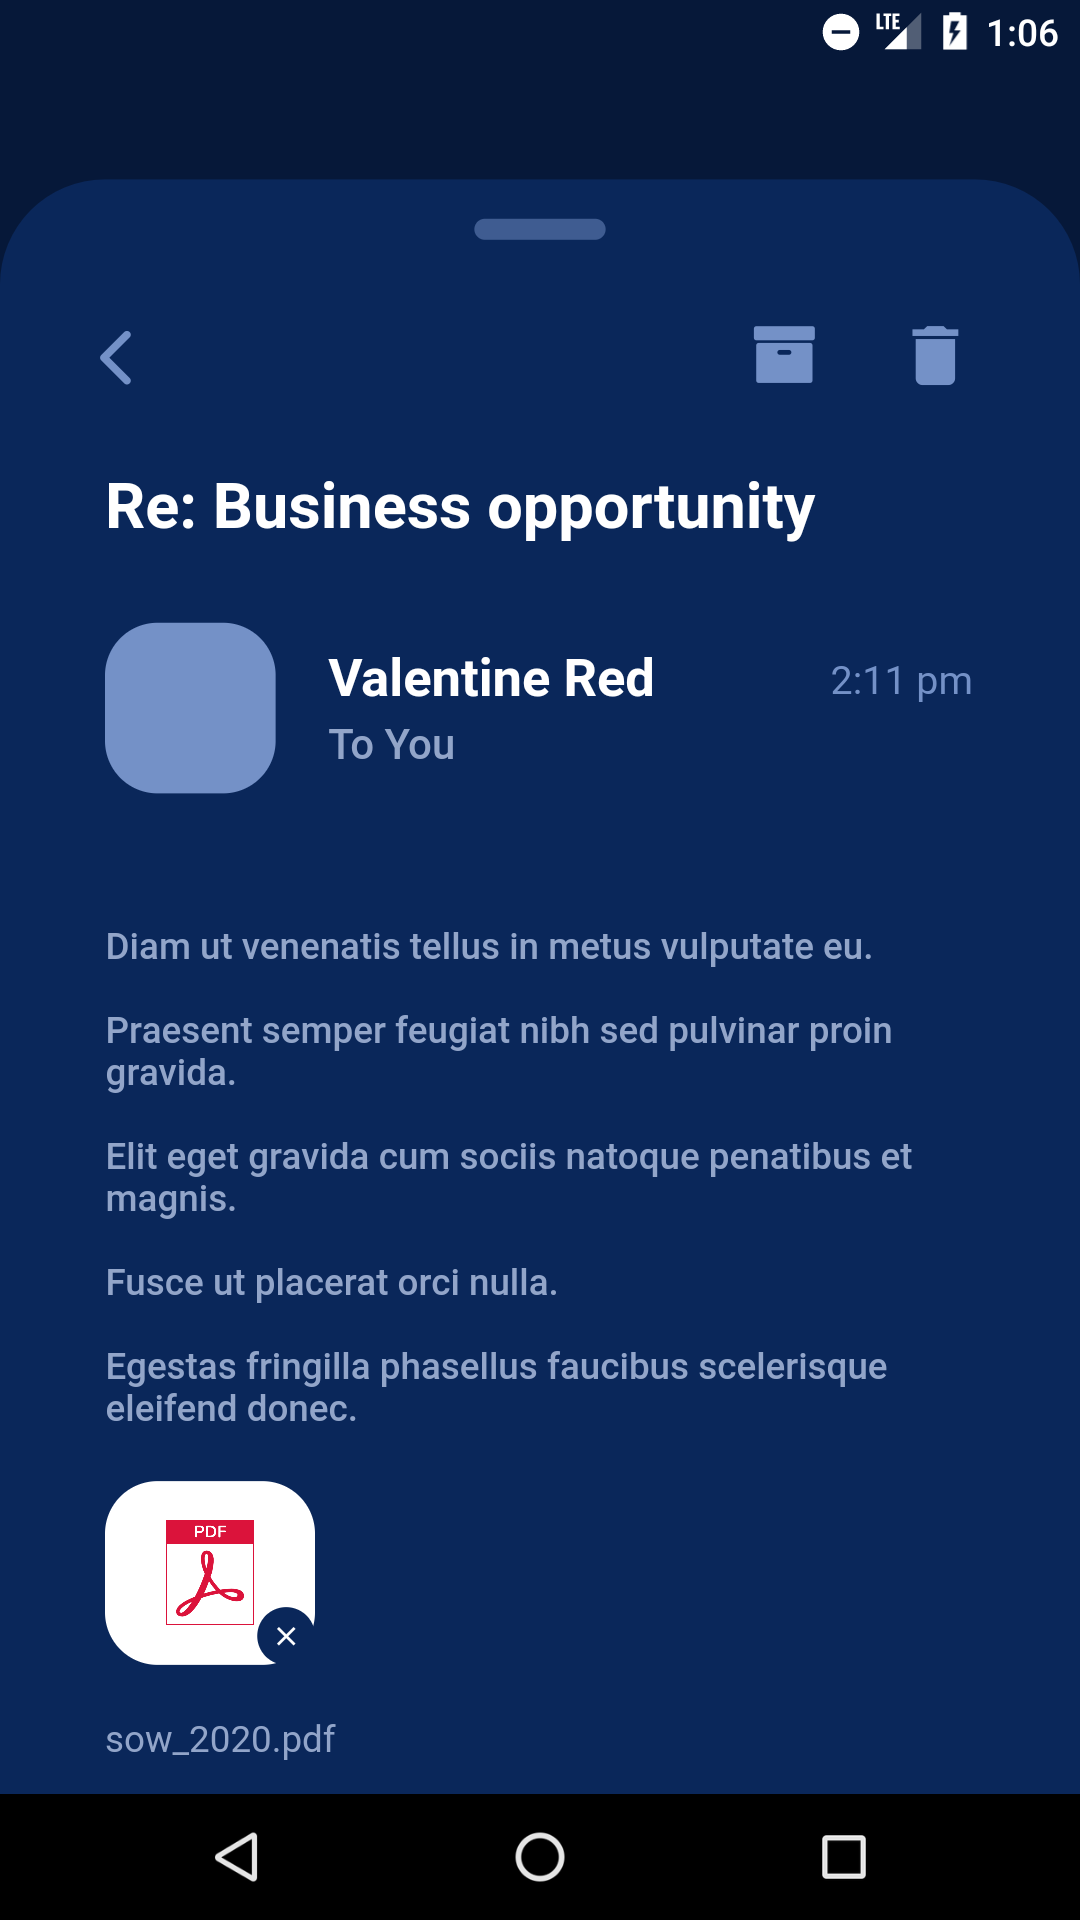 LTE 1:06
Re: Business opportunity
Valentine Red 2:11 pm
To You
Diam ut venenatis tellus in metus vulputate eu.
Praesent semper feugiat nibh sed pulvinar proin
gravida.
Elit eget gravida cum sociis natoque penatibus et
magnis.
Fusce ut placerat orci nulla.
Egestas fringilla phasellus faucibus scelerisque
eleifend donec.
PDF
sow_2020.pdf